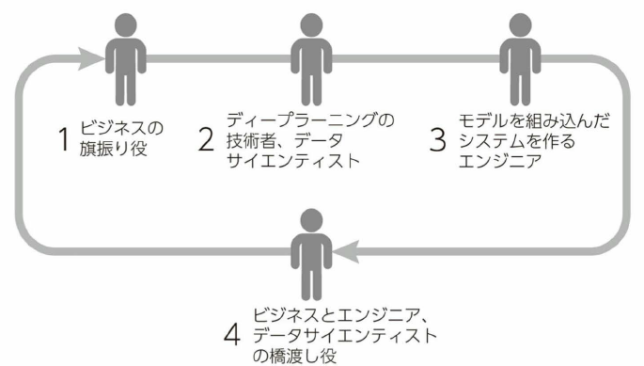 1 ビジネスの
旗振り役
2 ディープラーニングの
技術者、データ
サイエンティスト
3 モデルを組み込んだ
システムを作る
エンジニア
4 ビジネスとエンジニア、
データサイエンティスト
の橋渡し役